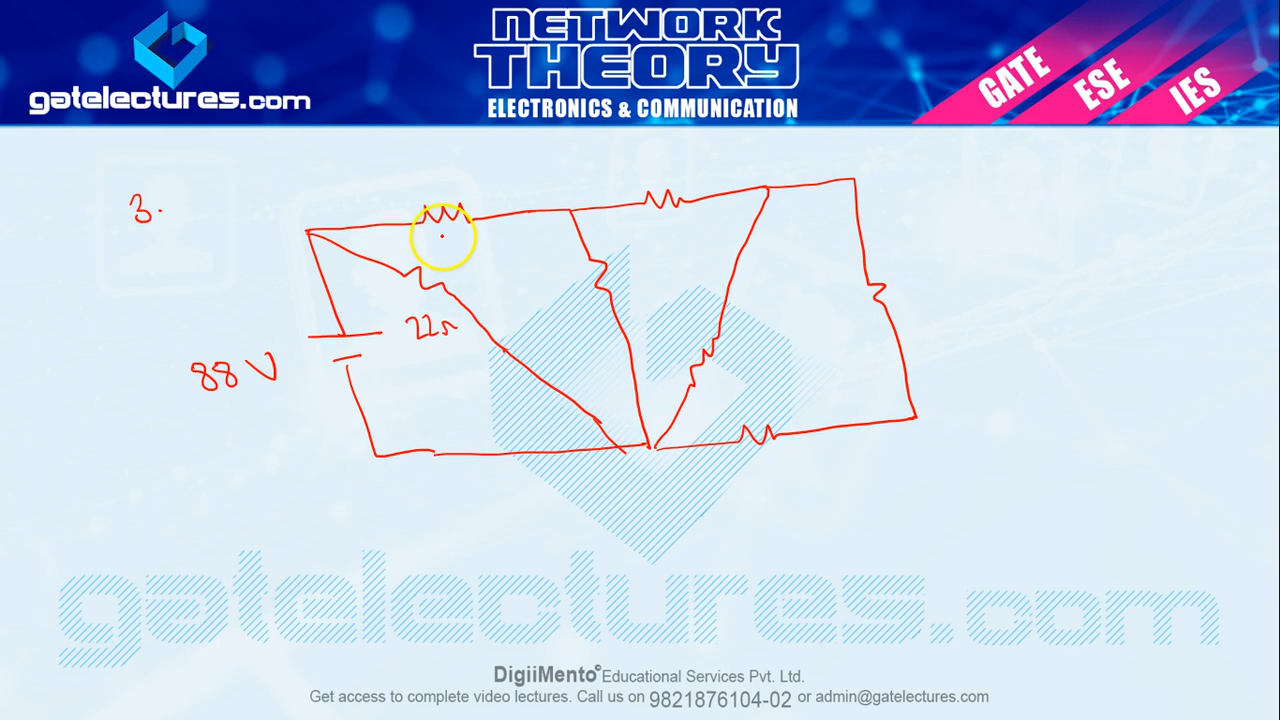 gatelectures.com
NETWORK
THEORY
ELECTRONICS & COMMUNICATION
GATE
ESE
IES
3.
22Ω
88 V
gatelectures.com
DigiiMento© Educational Services Pvt. Ltd.
Get access to complete video lectures. Call us on 9821876104-02 or admin@gatelectures.com